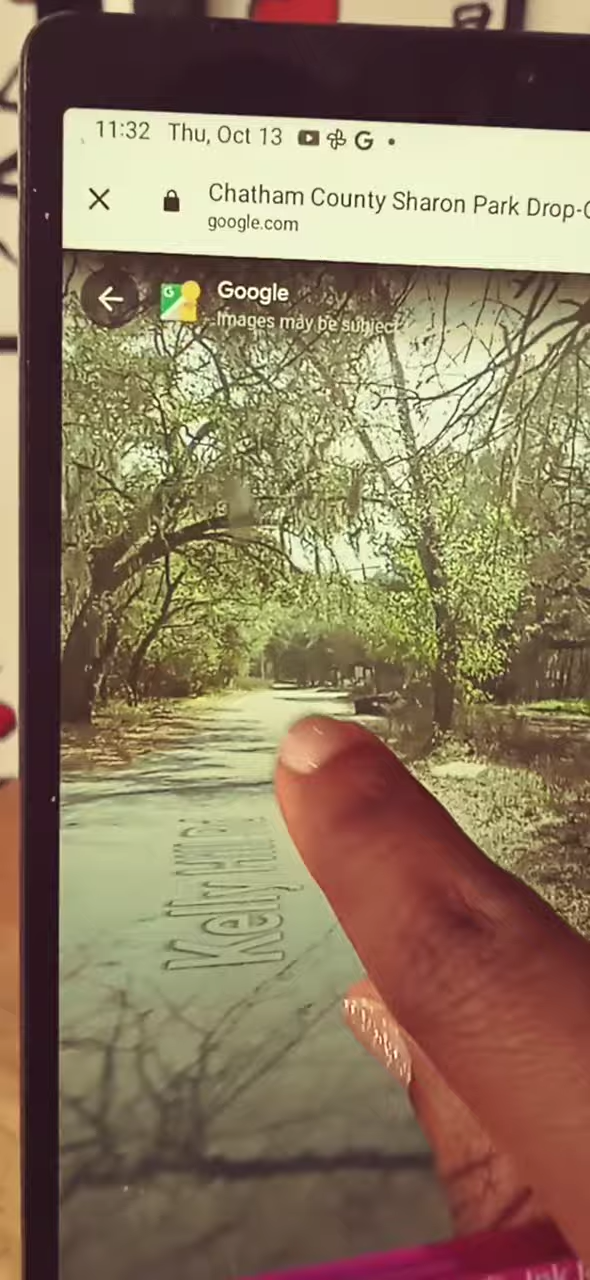 11:32 Thu, Oct 13
Chatham County Sharon Park Drop-
google.com
Google
Images may be subject
Kelly Hill